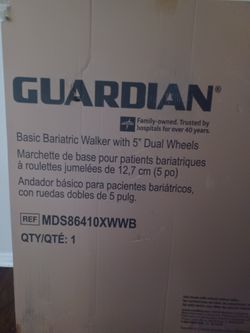 GUARDIAN®
Family-owned. Trusted by
hospitals for over 40 years.
Basic Bariatric Walker with 5" Dual Wheels
Marchette de base pour patients bariatriques
à roulettes jumelées de 12,7 cm (5 po)
Andador básico para pacientes bariátricos,
con ruedas dobles de 5 pulg.
REF MDS86410XWWB
QTY/QTÉ: 1